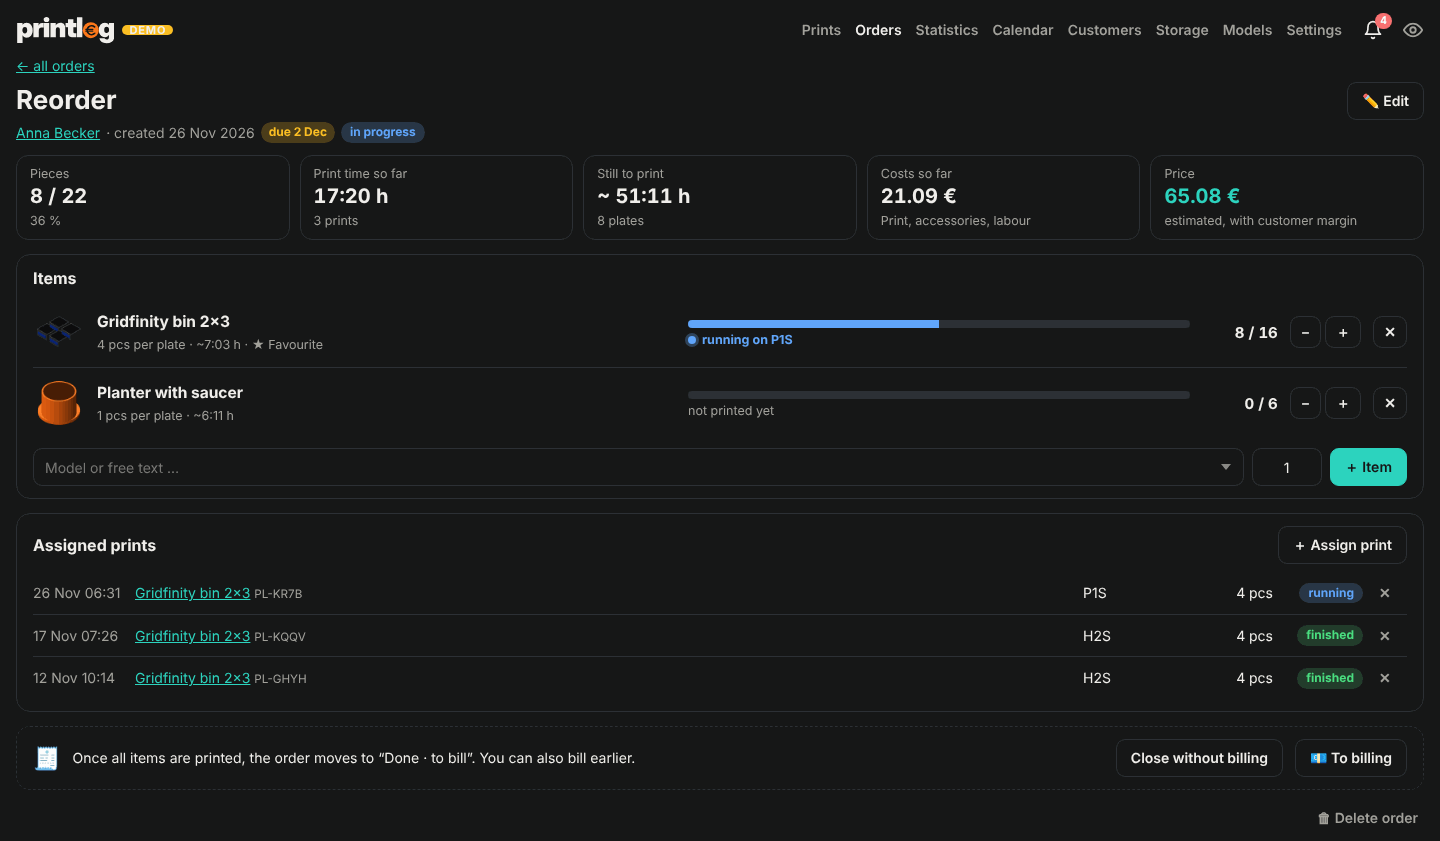 printlog DEMO
Prints Orders Statistics Calendar Customers Storage Models Settings 4
← all orders
Reorder
✏️ Edit
Anna Becker · created 26 Nov 2026 due 2 Dec in progress
Pieces
8 / 22
36 %
Print time so far
17:20 h
3 prints
Still to print
~ 51:11 h
8 plates
Costs so far
21.09 €
Print, accessories, labour
Price
65.08 €
estimated, with customer margin
Items
Gridfinity bin 2×3
4 pcs per plate · ~7:03 h · ★ Favourite
running on P1S
8 / 16 − + ✕
Planter with saucer
1 pcs per plate · ~6:11 h
not printed yet
0 / 6 − + ✕
Model or free text ... 1 + Item
Assigned prints + Assign print
26 Nov 06:31 Gridfinity bin 2×3 PL-KR7B P1S 4 pcs running ✕
17 Nov 07:26 Gridfinity bin 2×3 PL-KQQV H2S 4 pcs finished ✕
12 Nov 10:14 Gridfinity bin 2×3 PL-GHYH H2S 4 pcs finished ✕
Once all items are printed, the order moves to “Done · to bill”. You can also bill earlier. Close without billing To billing
Delete order